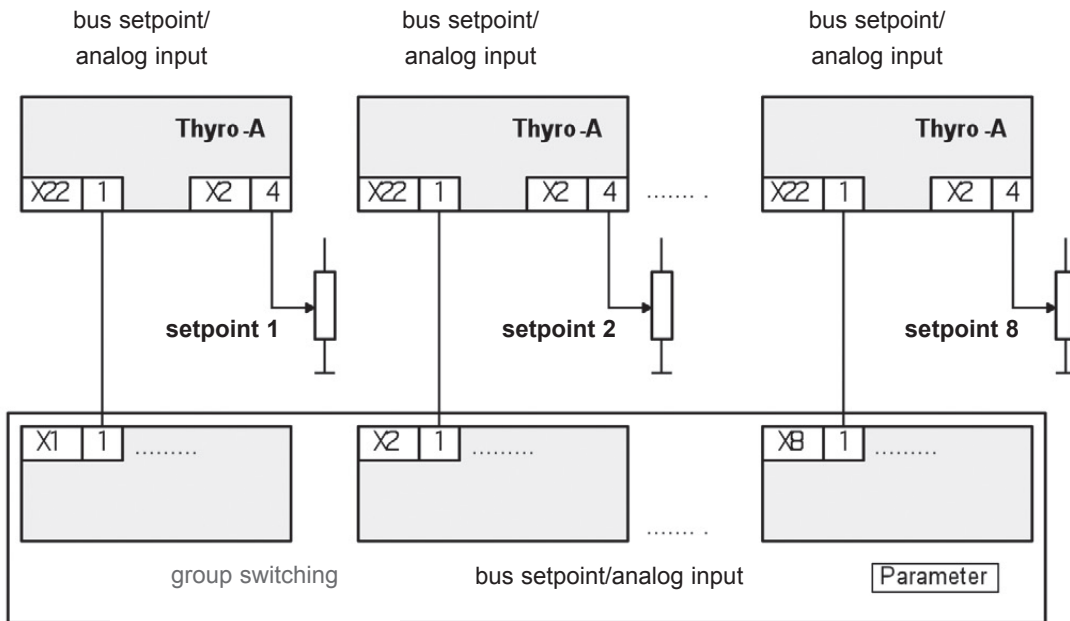 bus setpoint/
analog input
bus setpoint/
analog input
bus setpoint/
analog input
Thyro -A
Thyro -A
Thyro -A
X22 1 X2 4
X22 1 X2 4
....... .
X22 1 X2 4
setpoint 1
setpoint 2
setpoint 8
X1 1 .........
X2 1 .........
X8 1 .........
....... .
group switching
bus setpoint/analog input
Parameter